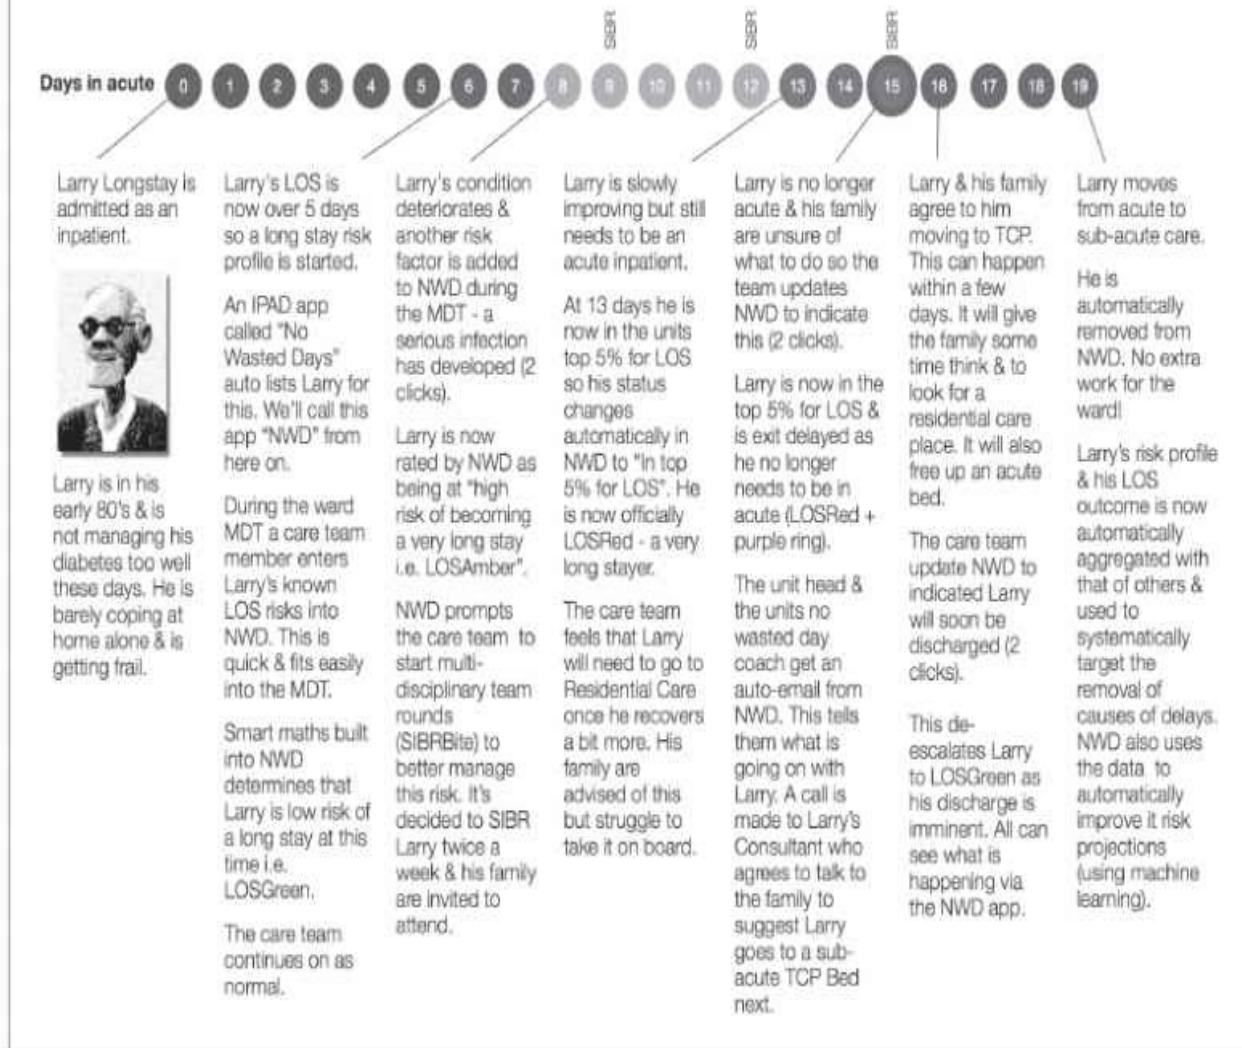 SIBR
SIBR
SIBR
Days in acute 0 1 2 3 4 5 6 7 8 9 10 11 12 13 14 15 16 17 18 19
Larry Longstay is
admitted as an
inpatient.
Larry is in his
early 80's & is
not managing his
diabetes too well
these days. He is
barely coping at
home alone & is
getting frail.
Larry's LOS is
now over 5 days
so a long stay risk
profile is started.
An IPAD app
called "No
Wasted Days"
auto lists Larry for
this. We'll call this
app "NWD" from
here on.
During the ward
MDT a care team
member enters
Larry's known
LOS risks into
NWD. This is
quick & fits easily
into the MDT.
Smart maths built
into NWD
determines that
Larry is low risk of
a long stay at this
time i.e.
LOSGreen.
The care team
continues on as
normal.
Larry's condition
deteriorates &
another risk
factor is added
to NWD during
the MDT - a
serious infection
has developed (2
clicks).
Larry is now
rated by NWD as
being at "high
risk of becoming
a very long stay
i.e. LOSAmber".
NWD prompts
the care team to
start multi-
disciplinary team
rounds
(SIBRBite) to
better manage
this risk. It's
decided to SIBR
Larry twice a
week & his family
are invited to
attend.
Larry is slowly
improving but still
needs to be an
acute inpatient.
At 13 days he is
now in the units
top 5% for LOS
so his status
changes
automatically in
NWD to "In top
5% for LOS". He
is now officially
LOSRed - a very
long stayer.
The care team
feels that Larry
will need to go to
Residential Care
once he recovers
a bit more. His
family are
advised of this
but struggle to
take it on board.
Larry is no longer
acute & his family
are unsure of
what to do so the
team updates
NWD to indicate
this (2 clicks).
Larry is now in the
top 5% for LOS &
is exit delayed as
he no longer
needs to be in
acute (LOSRed +
purple ring).
The unit head &
the units no
wasted day
coach get an
auto-email from
NWD. This tells
them what is
going on with
Larry. A call is
made to Larry's
Consultant who
agrees to talk to
the family to
suggest Larry
goes to a sub-
acute TCP Bed
next.
Larry & his family
agree to him
moving to TCP.
This can happen
within a few
days. It will give
the family some
time think & to
look for a
residential care
place. It will also
free up an acute
bed.
The care team
update NWD to
indicated Larry
will soon be
discharged (2
clicks).
This de-
escalates Larry
to LOSGreen as
his discharge is
imminent. All can
see what is
happening via
the NWD app.
Larry moves
from acute to
sub-acute care.
He is
automatically
removed from
NWD. No extra
work for the
ward!
Larry's risk profile
& his LOS
outcome is now
automatically
aggregated with
that of others &
used to
systematically
target the
removal of
causes of delays.
NWD also uses
the data to
automatically
improve it risk
projections
(using machine
learning).